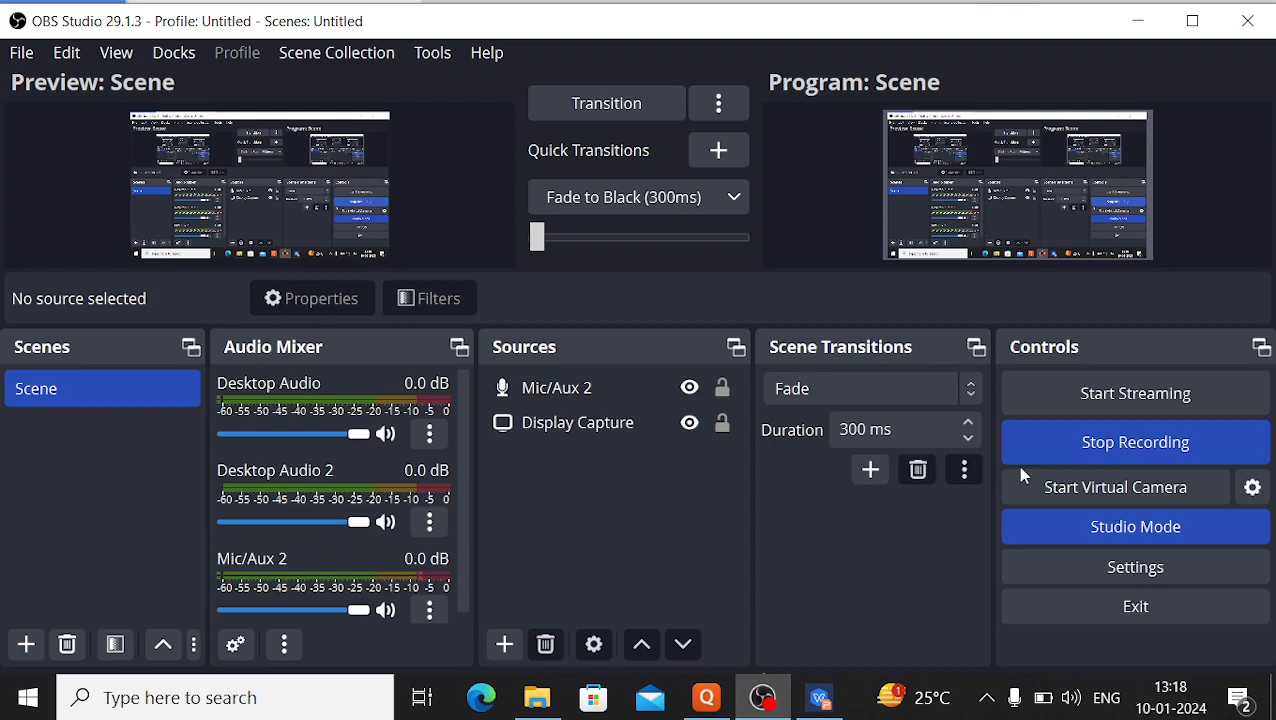 OBS Studio 29.1.3 - Profile: Untitled - Scenes: Untitled
File Edit View Docks Profile Scene Collection Tools Help
Preview: Scene
Transition
Program: Scene
Quick Transitions
Fade to Black (300ms)
No source selected
Properties
Filters
Scenes
Audio Mixer
Sources
Scene Transitions
Controls
Scene
Desktop Audio 0.0 dB
-60 -55 -50 -45 -40 -35 -30 -25 -20 -15 -10 -5 0
Desktop Audio 2 0.0 dB
-60 -55 -50 -45 -40 -35 -30 -25 -20 -15 -10 -5 0
Mic/Aux 2 0.0 dB
-60 -55 -50 -45 -40 -35 -30 -25 -20 -15 -10 -5 0
Mic/Aux 2
Display Capture
Fade
Duration 300 ms
Start Streaming
Stop Recording
Start Virtual Camera
Studio Mode
Settings
Exit
Type here to search
Q
1
25°C
ENG
13:18
10-01-2024
2